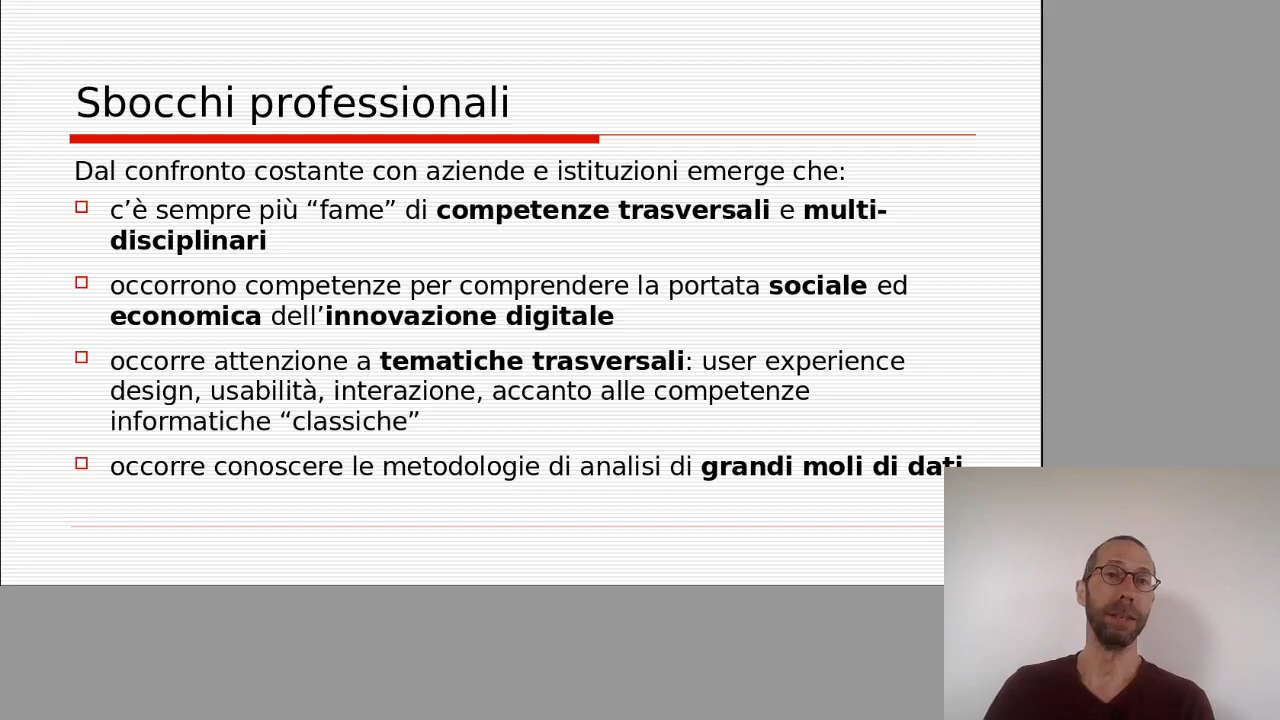 Sbocchi professionali
Dal confronto costante con aziende e istituzioni emerge che:
c’è sempre più “fame” di competenze trasversali e multi-
disciplinari
occorrono competenze per comprendere la portata sociale ed
economica dell’innovazione digitale
occorre attenzione a tematiche trasversali: user experience
design, usabilità, interazione, accanto alle competenze
informatiche “classiche”
occorre conoscere le metodologie di analisi di grandi moli di dati